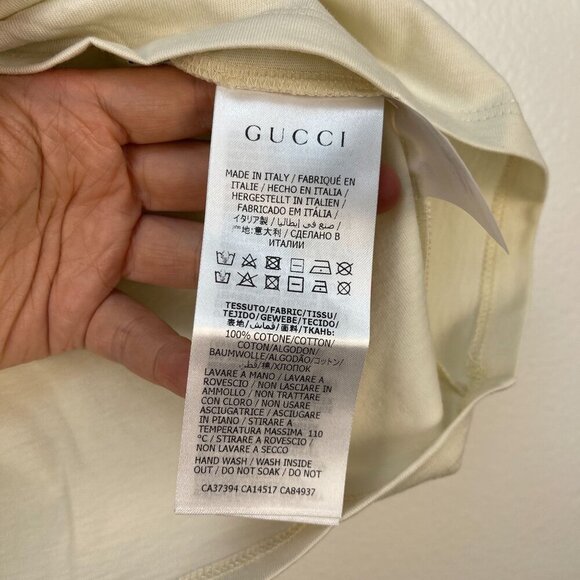 GUCCI
MADE IN ITALY / FABRIQUÉ EN
ITALIE / HECHO EN ITALIA /
HERGESTELLT IN ITALIEN /
FABRICADO EM ITÁLIA /
イタリア製 / صنع في إيطاليا /
地:意大利 / СДЕЛАНО В
ИТАЛИИ
TESSUTO/FABRIC/TISSU/
TEJIDO/GEWEBE/TECIDO/
表地/قماش/面料/ТКАНЬ:
100% COTONE/COTTON/
COTON/ALGODON/
BAUMWOLLE/ALGODÃO/コットン/
قطن/棉/ХЛОПОК
LAVARE A MANO / LAVARE A
ROVESCIO / NON LASCIARE IN
AMMOLLO / NON TRATTARE
CON CLORO / NON USARE
ASCIUGATRICE / ASCIUGARE
IN PIANO / STIRARE A
TEMPERATURA MASSIMA 110
°C / STIRARE A ROVESCIO /
NON LAVARE A SECCO
HAND WASH / WASH INSIDE
OUT / DO NOT SOAK / DO NOT
CA37394 CA14517 CA84937